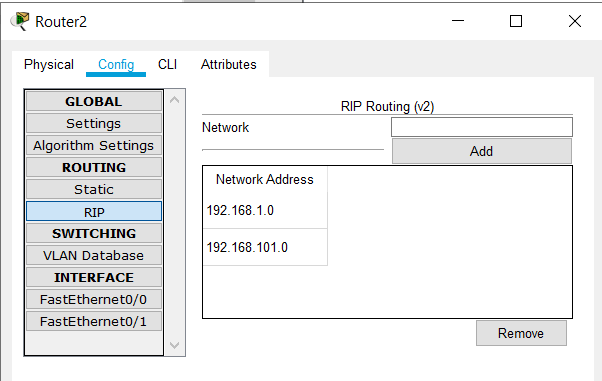 Router2
Physical Config CLI Attributes
GLOBAL
Settings
Algorithm Settings
ROUTING
Static
RIP
SWITCHING
VLAN Database
INTERFACE
FastEthernet0/0
FastEthernet0/1
RIP Routing (v2)
Network
Add
Network Address
192.168.1.0
192.168.101.0
Remove